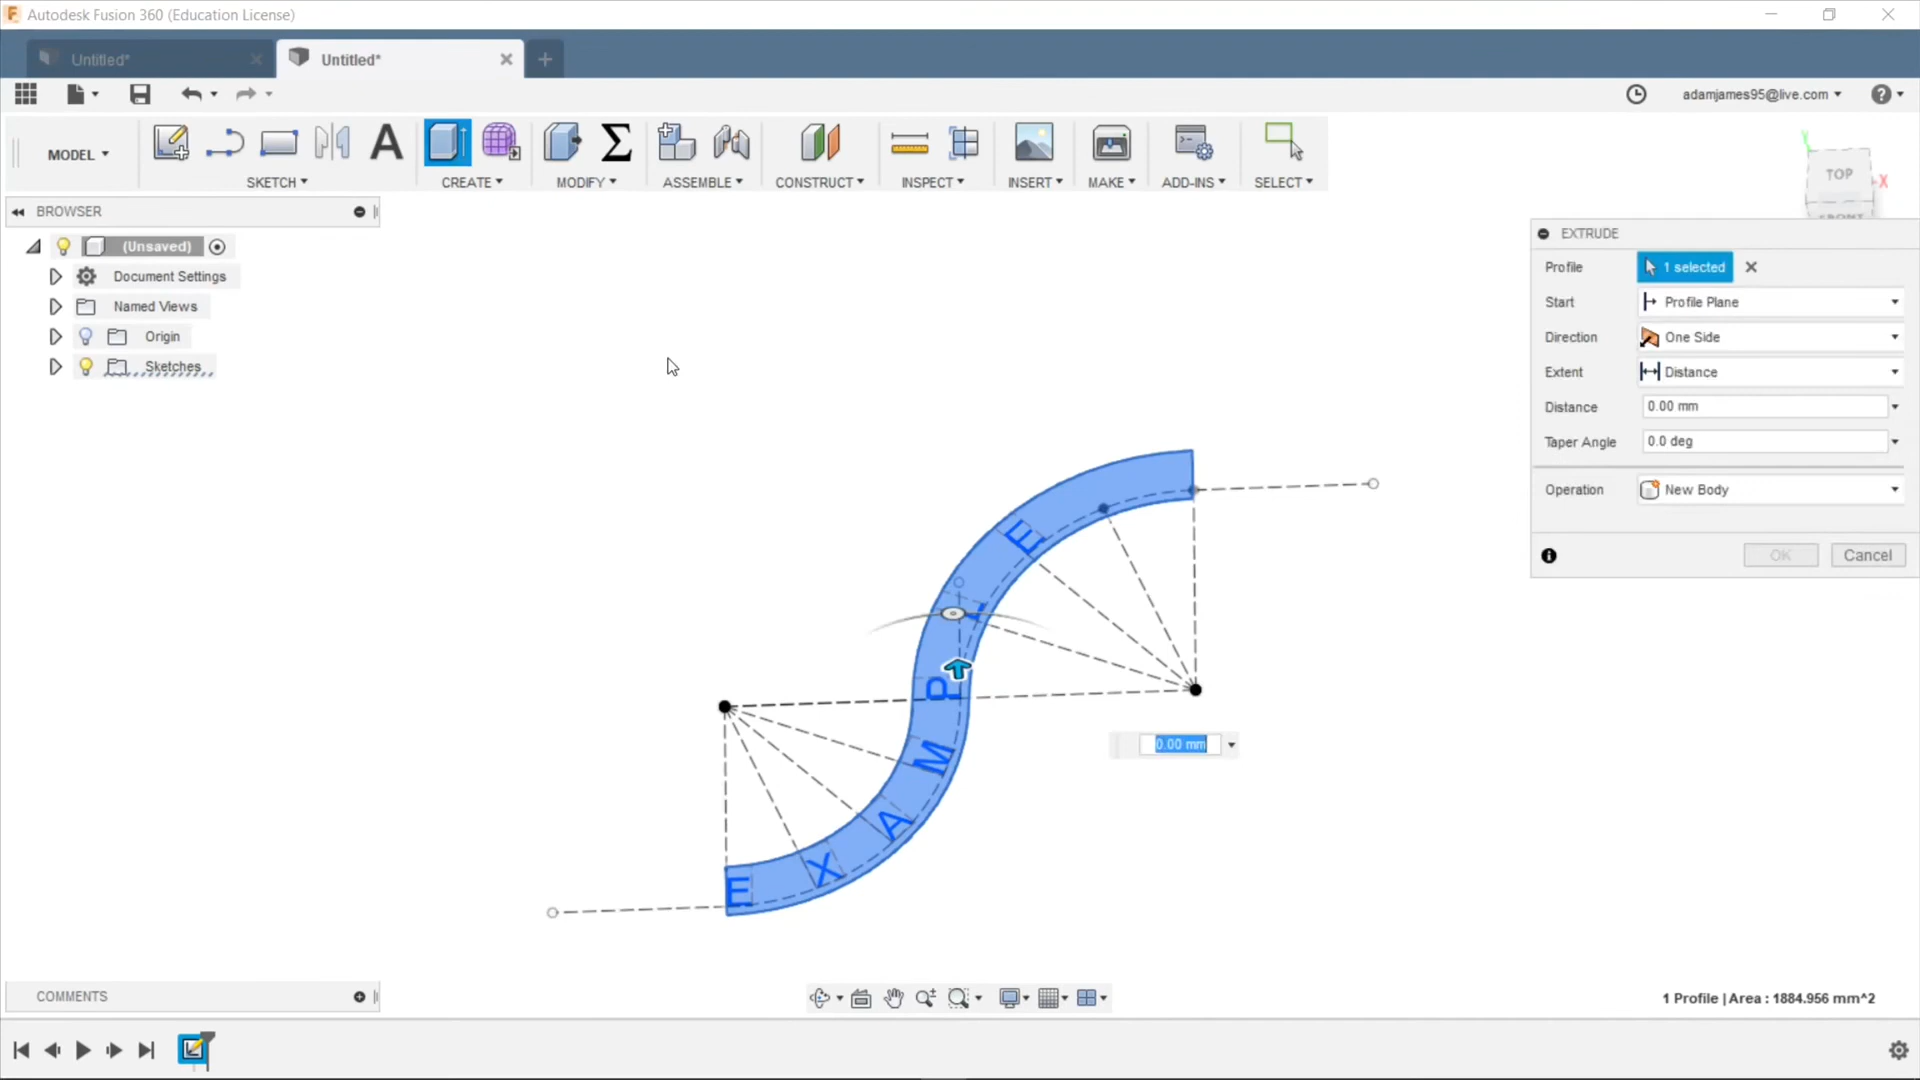 Autodesk Fusion 360 (Education License)
Untitled*
Untitled*
adamjames95@live.com
MODEL
SKETCH
CREATE
MODIFY
ASSEMBLE
CONSTRUCT
INSPECT
INSERT
MAKE
ADD-INS
SELECT
TOP
FRONT
Y
X
BROWSER
(Unsaved)
Document Settings
Named Views
Origin
Sketches
EXTRUDE
Profile 1 selected
Start Profile Plane
Direction One Side
Extent Distance
Distance 0.00 mm
Taper Angle 0.0 deg
Operation New Body
OK Cancel
E X A M P L E
0.00 mm
COMMENTS
1 Profile | Area : 1884.956 mm^2